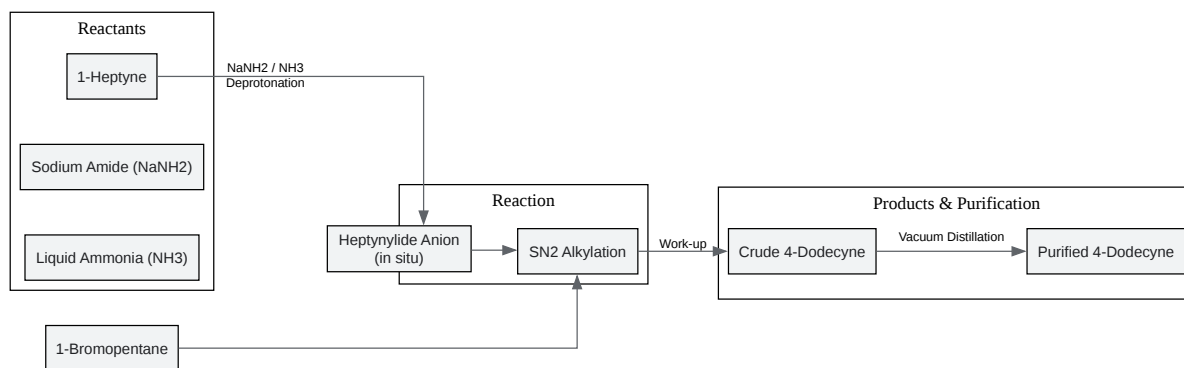 Reactants
1-Heptyne
NaNH2 / NH3
Deprotonation
Sodium Amide (NaNH2)
Liquid Ammonia (NH3)
1-Bromopentane
Reaction
Heptynylide Anion
(in situ)
SN2 Alkylation
Work-up
Products & Purification
Crude 4-Dodecyne
Vacuum Distillation
Purified 4-Dodecyne